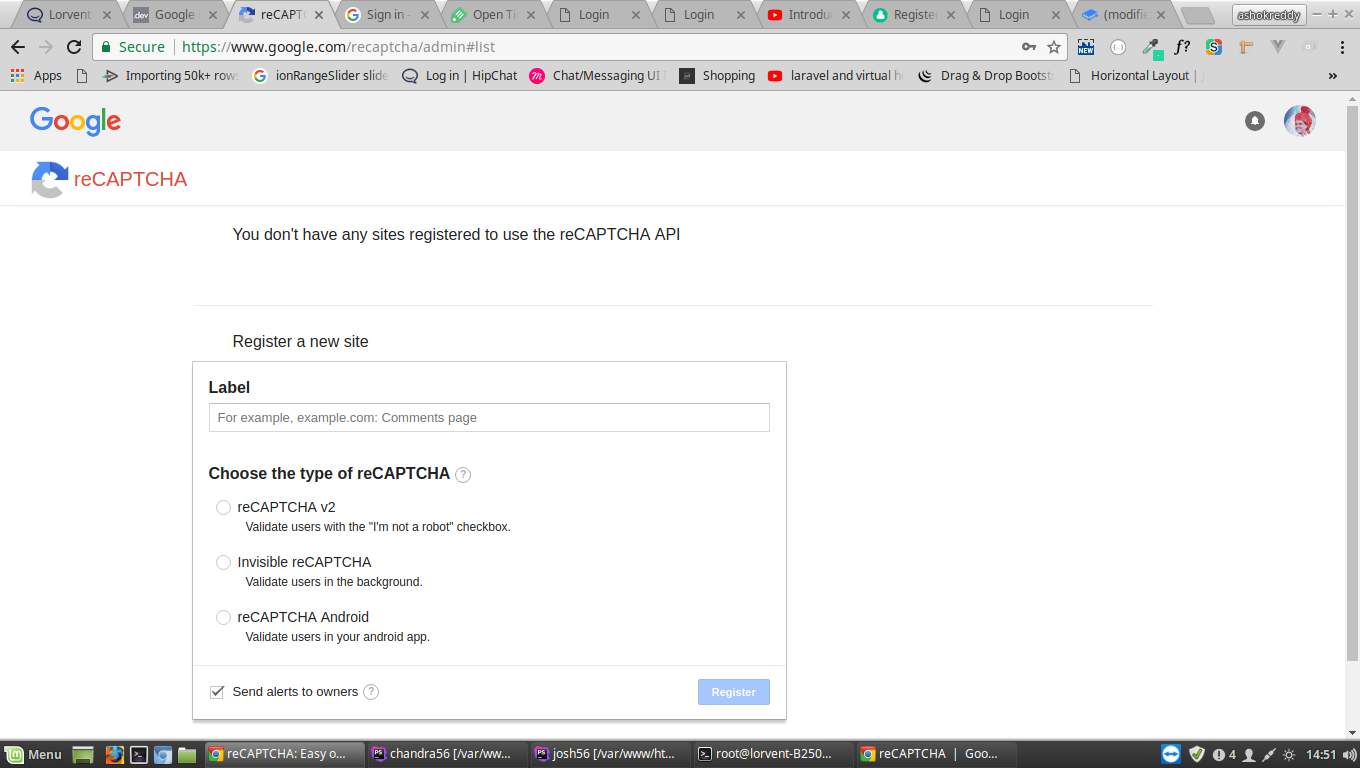 Lorvent
Google
reCAPT
Sign in -
Open Ti
Login
Login
Introdu
Register
Login
(modifie
ashokreddy
Secure
https://www.google.com/recaptcha/admin#list
NEW
f?
S
Apps
Importing 50k+ rows
ionRangeSlider slide
Log in | HipChat
Chat/Messaging UI
Shopping
laravel and virtual h
Drag & Drop Bootst
Horizontal Layout |
»
Google
reCAPTCHA
You don't have any sites registered to use the reCAPTCHA API
Register a new site
Label
For example, example.com: Comments page
Choose the type of reCAPTCHA ?
reCAPTCHA v2
Validate users with the "I'm not a robot" checkbox.
Invisible reCAPTCHA
Validate users in the background.
reCAPTCHA Android
Validate users in your android app.
Send alerts to owners ?
Register
Menu
reCAPTCHA: Easy o...
chandra56 [/var/ww...
josh56 [/var/www/ht...
root@lorvent-B250...
reCAPTCHA | Goo...
4
14:51